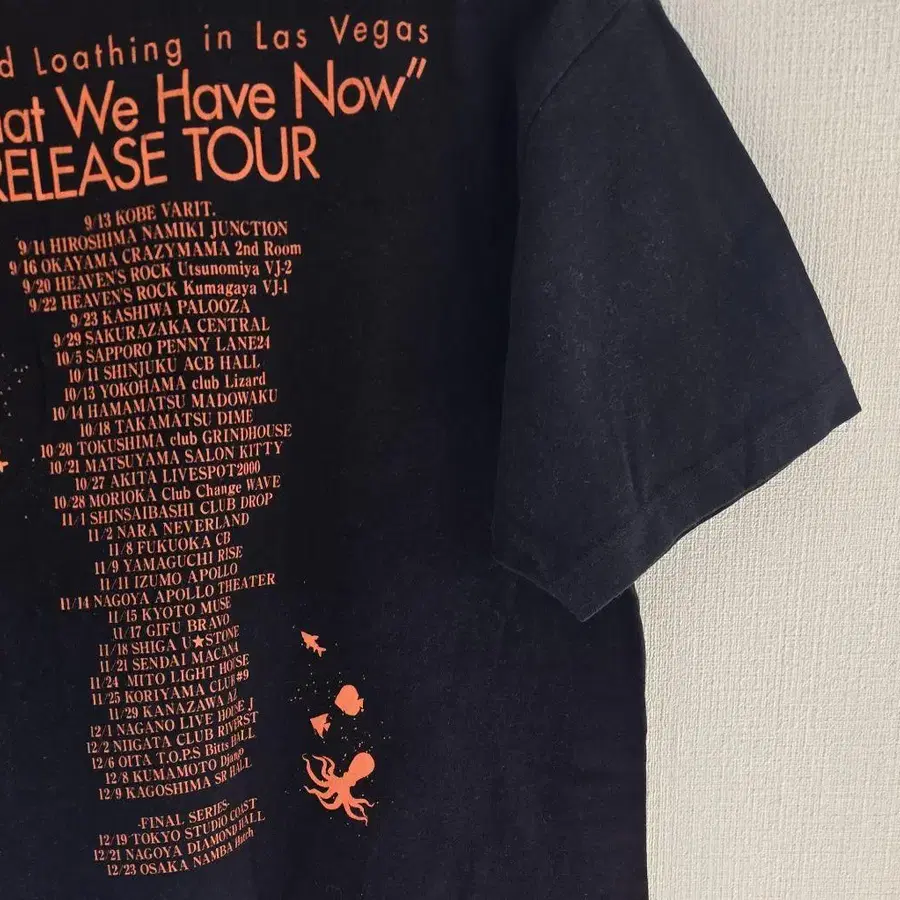 d Loathing in Las Vegas
hat We Have Now"
RELEASE TOUR
9/13 KOBE VARIT.
9/14 HIROSHIMA NAMIKI JUNCTION
9/16 OKAYAMA CRAZYMAMA 2nd Room
9/20 HEAVEN'S ROCK Utsunomiya VJ-2
9/22 HEAVEN'S ROCK Kumagaya VJ-1
9/23 KASHIWA PALOOZA
9/29 SAKURAZAKA CENTRAL
10/5 SAPPORO PENNY LANE24
10/11 SHINJUKU ACB HALL
10/13 YOKOHAMA club Lizard
10/14 HAMAMATSU MADOWAKU
10/18 TAKAMATSU DIME
10/20 TOKUSHIMA club GRINDHOUSE
10/21 MATSUYAMA SALON KITTY
10/27 AKITA LIVESPOT2000
10/28 MORIOKA Club Change WAVE
11/1 SHINSAIBASHI CLUB DROP
11/2 NARA NEVERLAND
11/8 FUKUOKA CB
11/9 YAMAGUCHI RISE
11/11 IZUMO APOLLO
11/14 NAGOYA APOLLO THEATER
11/15 KYOTO MUSE
11/17 GIFU BRAVO
11/18 SHIGA U★STONE
11/21 SENDAI MACANA
11/24 MITO LIGHT HOUSE
11/25 KORIYAMA CLUB #9
11/29 KANAZAWA AZ
12/1 NAGANO LIVE HOUSE J
12/2 NIIGATA CLUB RIVERST
12/6 OITA T.O.P.S Bitts HALL
12/8 KUMAMOTO Django
12/9 KAGOSHIMA SR HALL
-FINAL SERIES-
12/19 TOKYO STUDIO COAST
12/21 NAGOYA DIAMOND HALL
12/23 OSAKA NAMBA Hatch